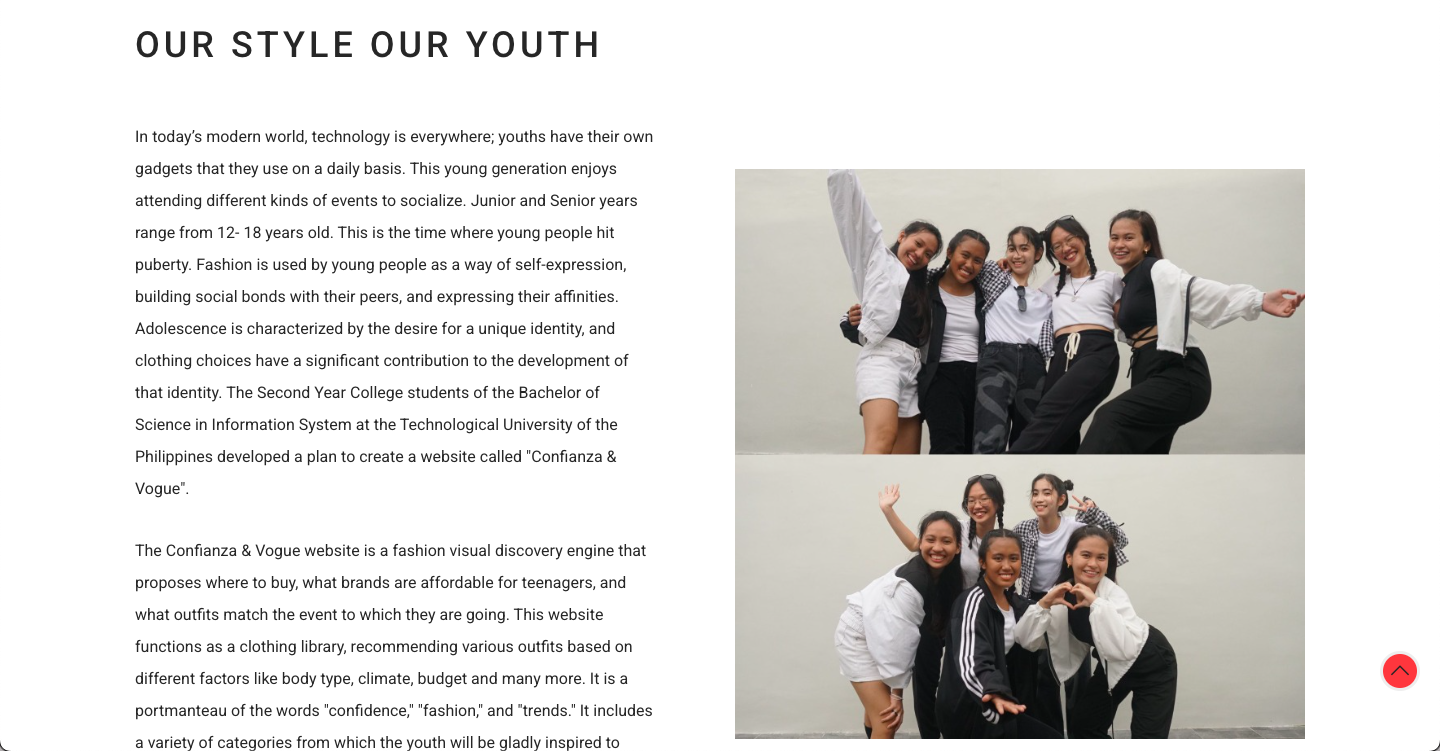 OUR STYLE OUR YOUTH
In today’s modern world, technology is everywhere; youths have their own
gadgets that they use on a daily basis. This young generation enjoys
attending different kinds of events to socialize. Junior and Senior years
range from 12- 18 years old. This is the time where young people hit
puberty. Fashion is used by young people as a way of self-expression,
building social bonds with their peers, and expressing their affinities.
Adolescence is characterized by the desire for a unique identity, and
clothing choices have a significant contribution to the development of
that identity. The Second Year College students of the Bachelor of
Science in Information System at the Technological University of the
Philippines developed a plan to create a website called "Confianza &
Vogue".
The Confianza & Vogue website is a fashion visual discovery engine that
proposes where to buy, what brands are affordable for teenagers, and
what outfits match the event to which they are going. This website
functions as a clothing library, recommending various outfits based on
different factors like body type, climate, budget and many more. It is a
portmanteau of the words "confidence," "fashion," and "trends." It includes
a variety of categories from which the youth will be gladly inspired to